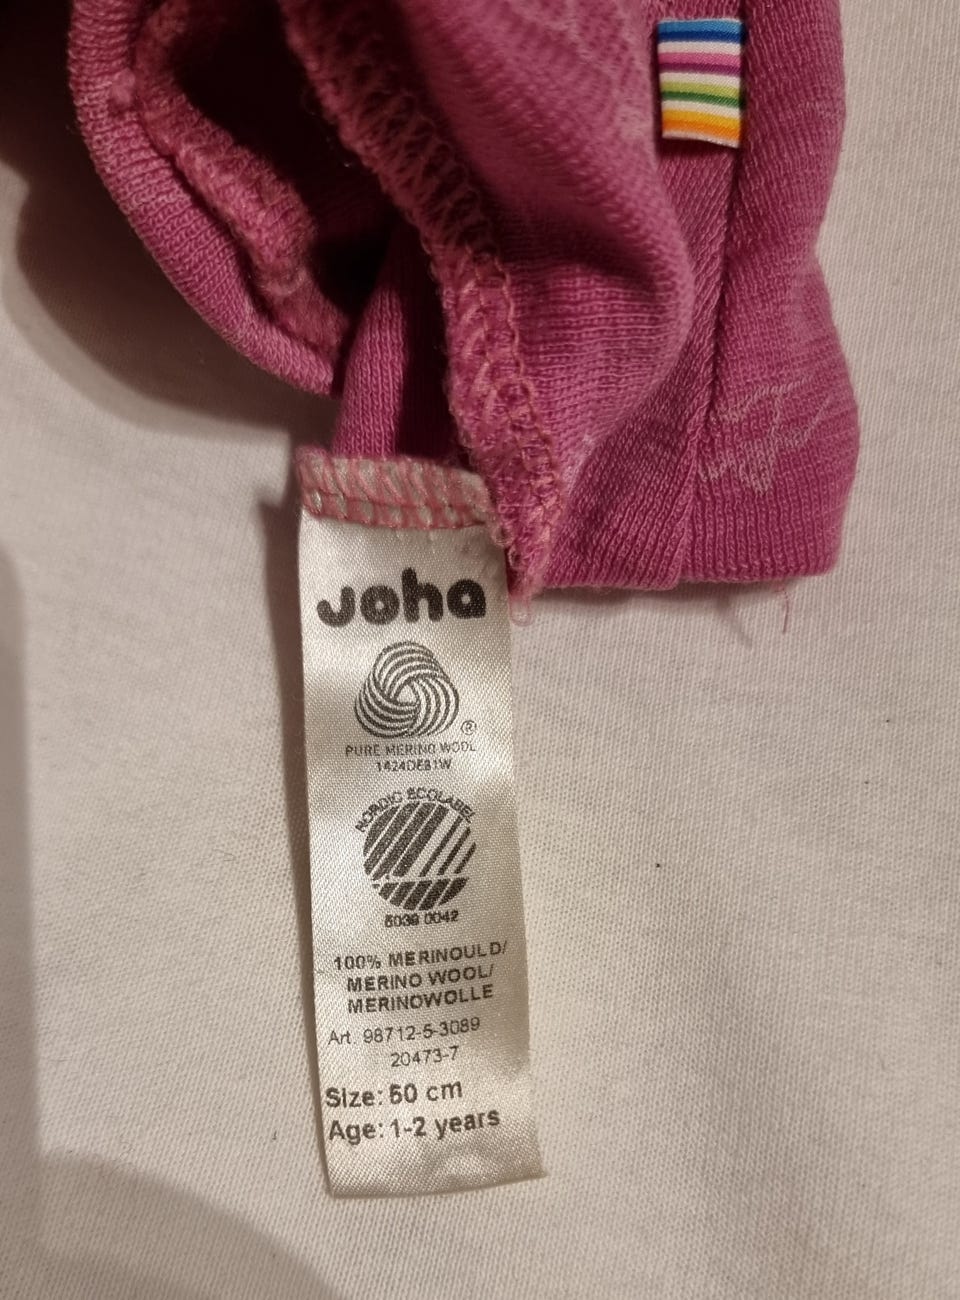 Joha
®
PURE MERINO WOOL
1424DE81W
NORDIC ECOLABEL
5039 0042
100% MERINOULD/
MERINO WOOL/
MERINOWOLLE
Art. 98712-5-3089
20473-7
Size: 50 cm
Age: 1-2 years